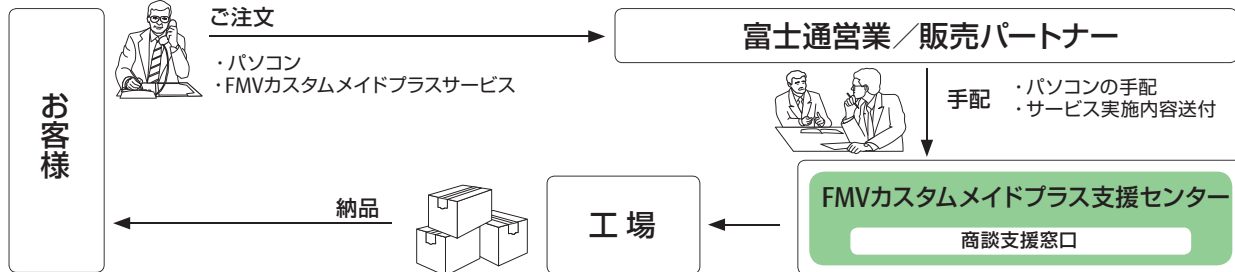 ご注文
・パソコン
・FMVカスタムメイドプラスサービス
お客様
富士通営業／販売パートナー
手配
・パソコンの手配
・サービス実施内容送付
FMVカスタムメイドプラス支援センター
商談支援窓口
工場
納品